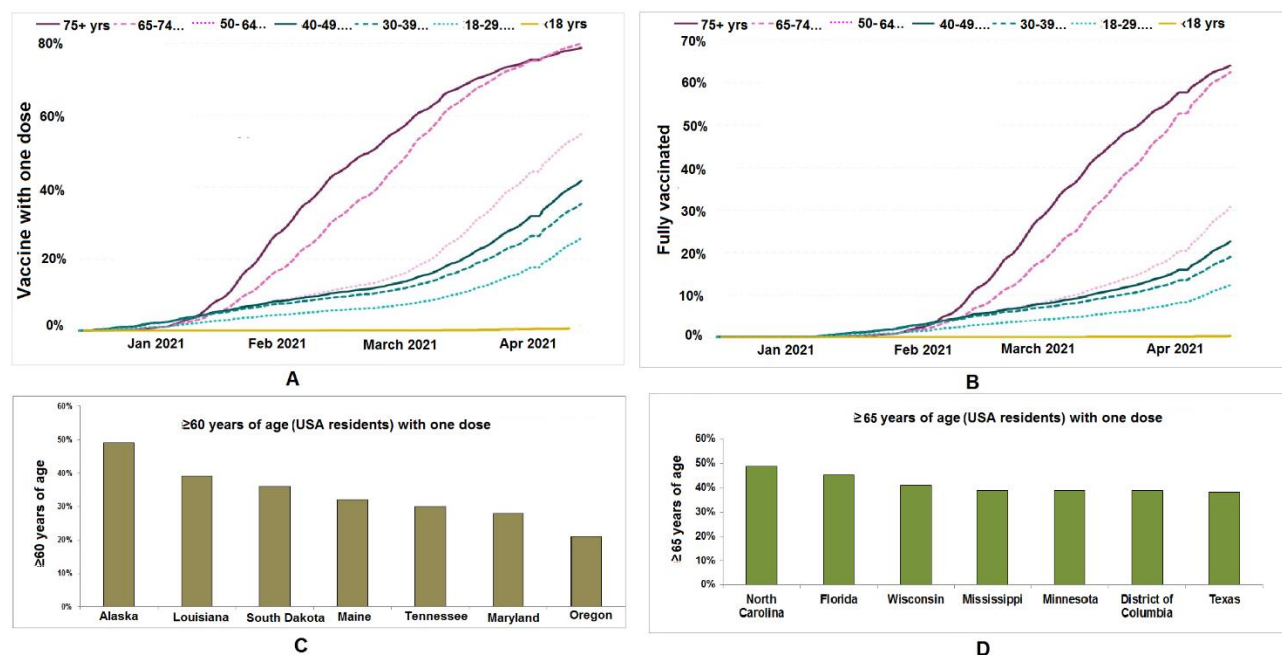 75+ yrs 65-74... 50-64... 40-49.... 30-39... 18-29.... <18 yrs
80%
60%
40%
20%
0%
Vaccine with one dose
Jan 2021 Feb 2021 March 2021 Apr 2021
A
75+ yrs 65-74... 50-64... 40-49.... 30-39... 18-29.... <18 yrs
70%
60%
50%
40%
30%
20%
10%
0%
Fully vaccinated
Jan 2021 Feb 2021 March 2021 Apr 2021
B
≥60 years of age (USA residents) with one dose
60%
50%
40%
30%
20%
10%
0%
≥60 years of age
Alaska Louisiana South Dakota Maine Tennessee Maryland Oregon
C
≥65 years of age (USA residents) with one dose
60%
50%
40%
30%
20%
10%
0%
≥65 years of age
North Carolina Florida Wisconsin Mississippi Minnesota District of Columbia Texas
D